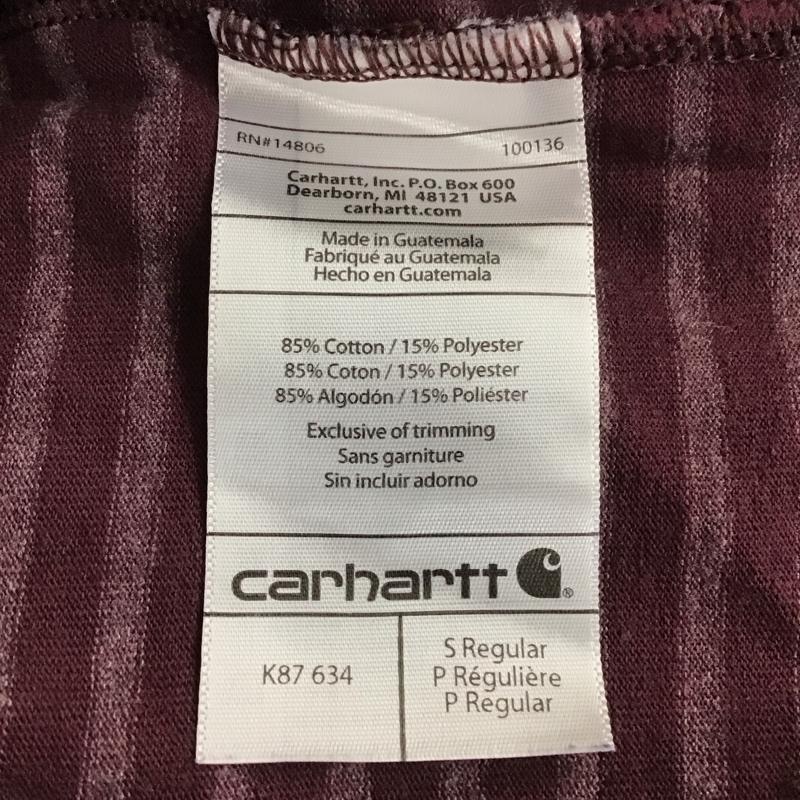 RN#14806 100136
Carhartt, Inc. P.O. Box 600
Dearborn, MI 48121 USA
carhartt.com
Made in Guatemala
Fabriqué au Guatemala
Hecho en Guatemala
85% Cotton / 15% Polyester
85% Coton / 15% Polyester
85% Algodón / 15% Poliéster
Exclusive of trimming
Sans garniture
Sin incluir adorno
carhartt ®
K87 634
S Regular
P Régulière
P Regular